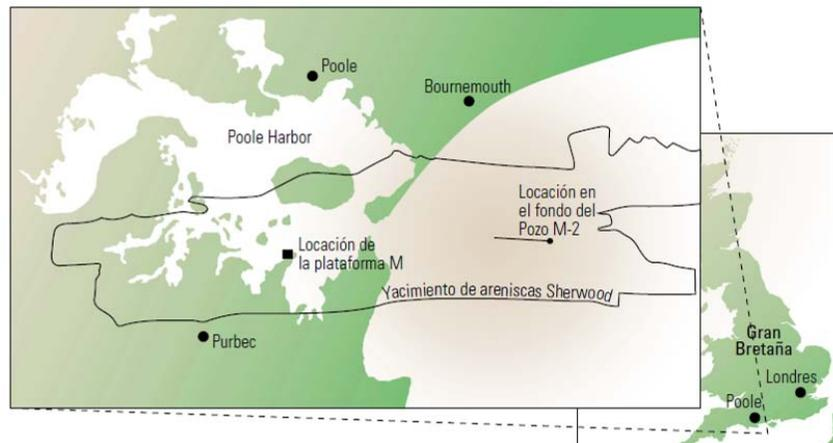 Poole
Bournemouth
Poole Harbor
Locación en
el fondo del
Pozo M-2
Locación de
la plataforma M
Yacimiento de areniscas Sherwood
Purbec
Gran
Bretaña
Londres
Poole